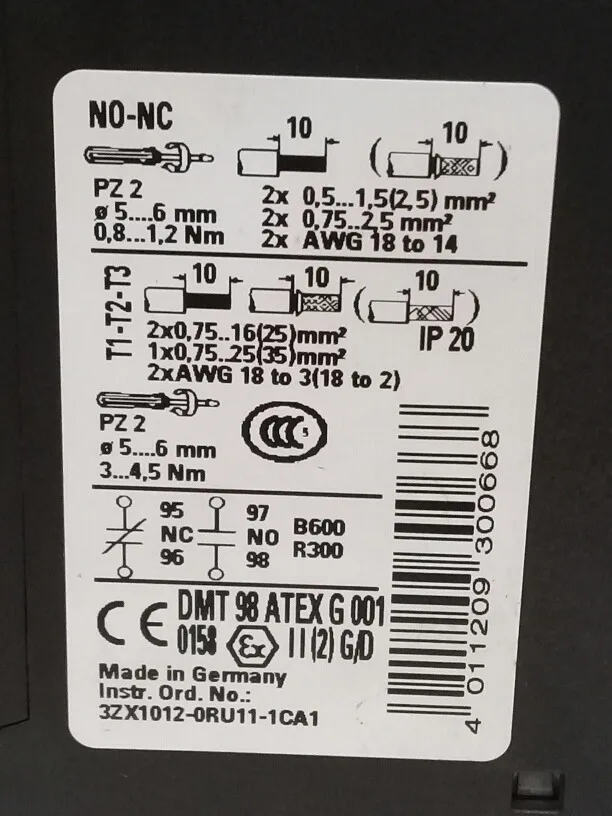 NO-NC
10
10
PZ 2
ø 5....6 mm
0,8...1,2 Nm
2x 0,5...1,5(2,5) mm²
2x 0,75..2,5 mm²
2x AWG 18 to 14
T1-T2-T3
10
10
10
2x0,75..16(25)mm²
1x0,75..25(35)mm²
2xAWG 18 to 3(18 to 2)
IP 20
PZ 2
ø 5....6 mm
3...4,5 Nm
CCC 5
95
NC
96
97
NO
98
B600
R300
CE
DMT 98 ATEX G 001
0158 Ex II (2) G/D
Made in Germany
Instr. Ord. No.:
3ZX1012-0RU11-1CA1
4 011209 300668